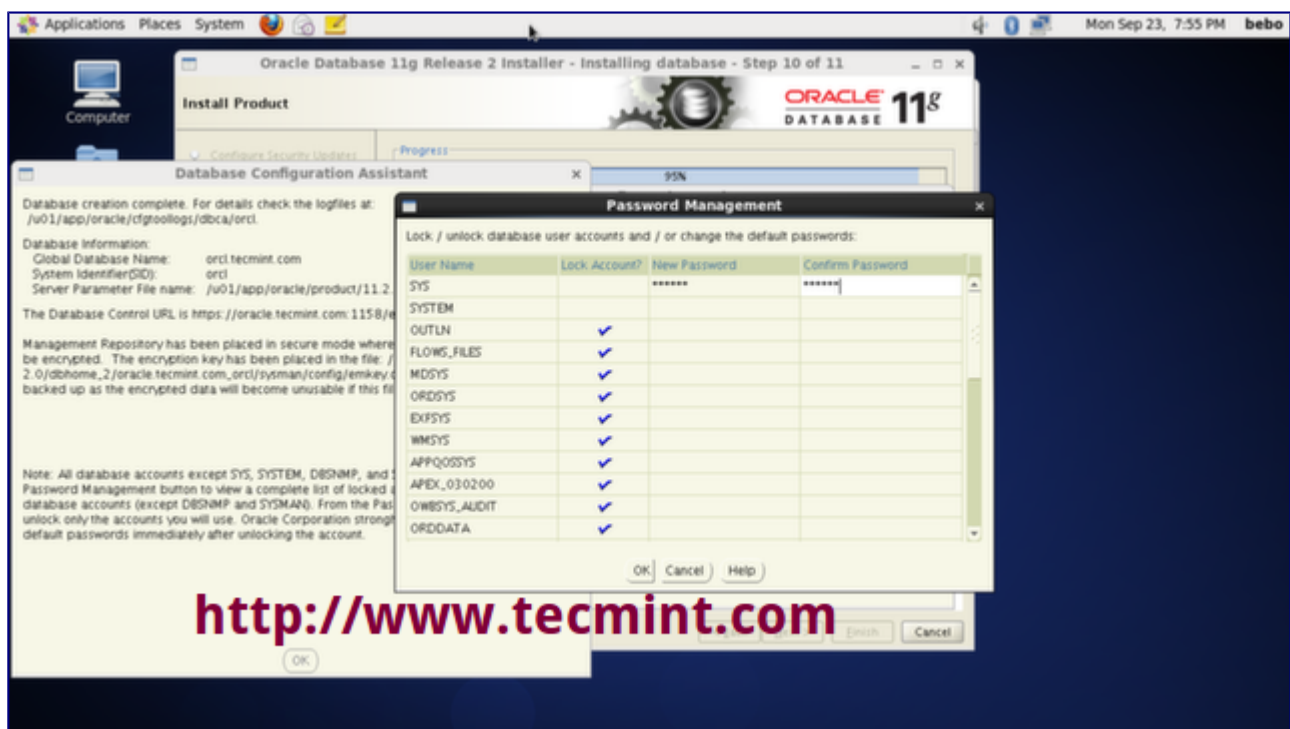 Applications Places System
Mon Sep 23, 7:55 PM bebo
Computer
Oracle Database 11g Release 2 Installer - Installing database - Step 10 of 11
Install Product
ORACLE 11g
DATABASE
Configure Security Updates
Progress
95%
Database Configuration Assistant
Database creation complete. For details check the logfiles at:
/u01/app/oracle/cfgtoollogs/dbca/orcl.
Database Information:
Global Database Name: orcl.tecmint.com
System Identifier(SID): orcl
Server Parameter File name: /u01/app/oracle/product/11.2.
The Database Control URL is https://oracle.tecmint.com:1158/e
Management Repository has been placed in secure mode where
be encrypted. The encryption key has been placed in the file: /
2.0/dbhome_2/oracle.tecmint.com_orcl/sysman/config/emkey.o
backed up as the encrypted data will become unusable if this fil
Note: All database accounts except SYS, SYSTEM, DBSNMP, and S
Password Management button to view a complete list of locked a
database accounts (except DBSNMP and SYSMAN). From the Pas
unlock only the accounts you will use. Oracle Corporation strongl
default passwords immediately after unlocking the account.
OK
Password Management
Lock / unlock database user accounts and / or change the default passwords:
User Name Lock Account? New Password Confirm Password
SYS ****** ******
SYSTEM
OUTLN
FLOWS_FILES
MDSYS
ORDSYS
EXFSYS
WMSYS
APPQOSSYS
APEX_030200
OWBSYS_AUDIT
ORDDATA
OK Cancel Help
http://www.tecmint.com
Finish Cancel